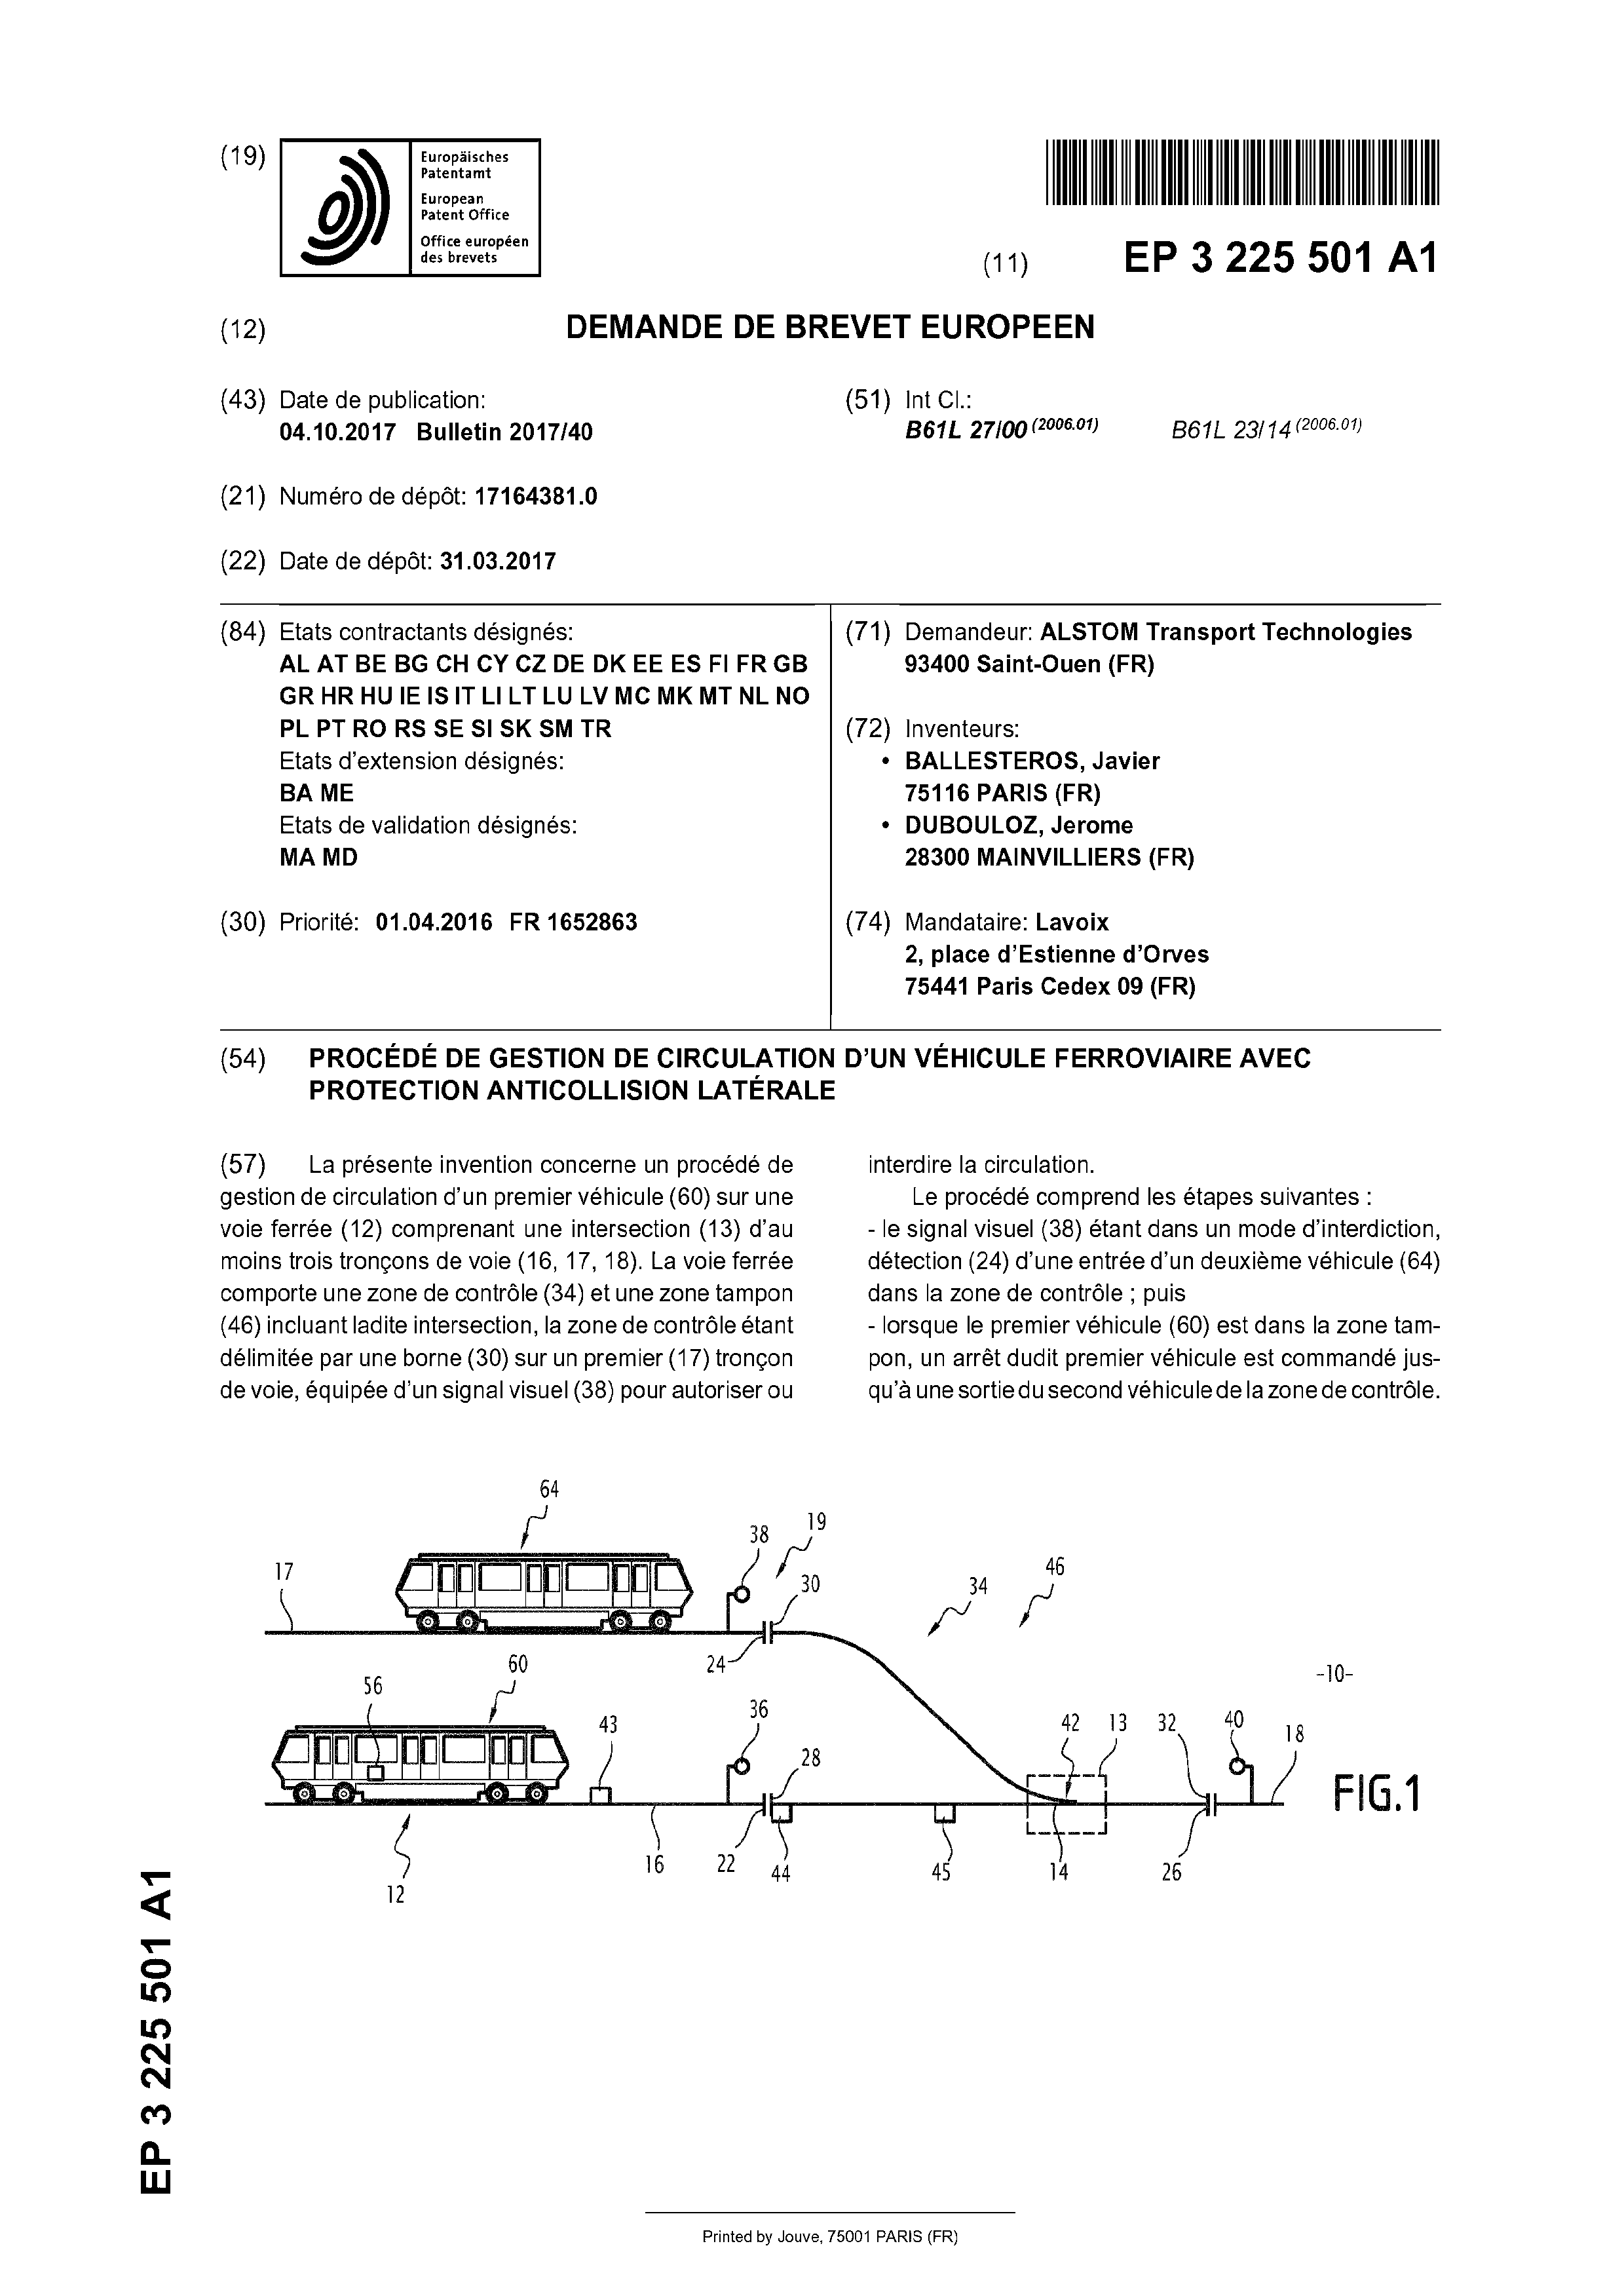 (19)
Europäisches
Patentamt
European
Patent Office
Office européen
des brevets
(11) EP 3 225 501 A1
(12) DEMANDE DE BREVET EUROPEEN
(43) Date de publication:
04.10.2017 Bulletin 2017/40
(51) Int Cl.:
B61L 27/00 (2006.01) B61L 23/14 (2006.01)
(21) Numéro de dépôt: 17164381.0
(22) Date de dépôt: 31.03.2017
(84) Etats contractants désignés:
AL AT BE BG CH CY CZ DE DK EE ES FI FR GB
GR HR HU IE IS IT LI LT LU LV MC MK MT NL NO
PL PT RO RS SE SI SK SM TR
Etats d'extension désignés:
BA ME
Etats de validation désignés:
MA MD
(30) Priorité: 01.04.2016 FR 1652863
(71) Demandeur: ALSTOM Transport Technologies
93400 Saint-Ouen (FR)
(72) Inventeurs:
• BALLESTEROS, Javier
75116 PARIS (FR)
• DUBOULOZ, Jerome
28300 MAINVILLIERS (FR)
(74) Mandataire: Lavoix
2, place d'Estienne d'Orves
75441 Paris Cedex 09 (FR)
(54) PROCÉDÉ DE GESTION DE CIRCULATION D'UN VÉHICULE FERROVIAIRE AVEC
PROTECTION ANTICOLLISION LATÉRALE
(57) La présente invention concerne un procédé de
gestion de circulation d'un premier véhicule (60) sur une
voie ferrée (12) comprenant une intersection (13) d'au
moins trois tronçons de voie (16, 17, 18). La voie ferrée
comporte une zone de contrôle (34) et une zone tampon
(46) incluant ladite intersection, la zone de contrôle étant
délimitée par une borne (30) sur un premier (17) tronçon
de voie, équipée d'un signal visuel (38) pour autoriser ou
interdire la circulation.
Le procédé comprend les étapes suivantes :
- le signal visuel (38) étant dans un mode d'interdiction,
détection (24) d'une entrée d'un deuxième véhicule (64)
dans la zone de contrôle ; puis
- lorsque le premier véhicule (60) est dans la zone tam-
pon, un arrêt dudit premier véhicule est commandé jus-
qu'à une sortie du second véhicule de la zone de contrôle.
64
38 19
17 30 34 46
24
60
56
-10-
43 36 28 42 13 32 40 18
FIG.1
16 22 44 45 14 26
12
EP 3 225 501 A1
Printed by Jouve, 75001 PARIS (FR)